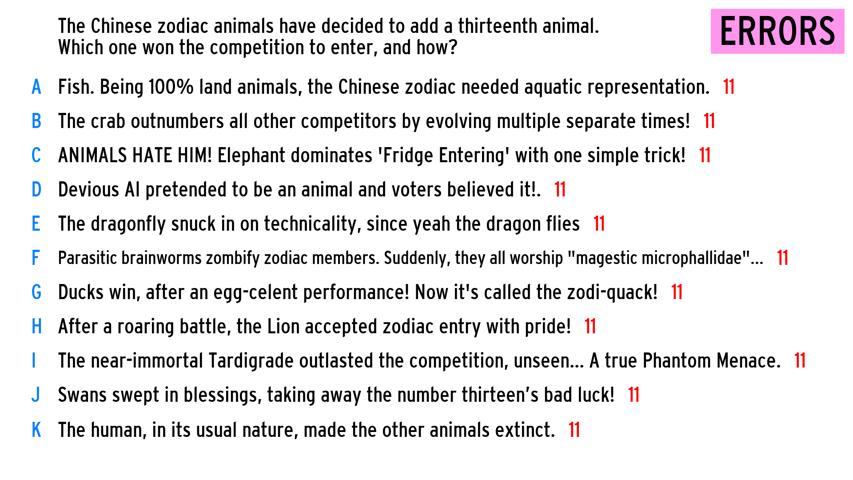 The Chinese zodiac animals have decided to add a thirteenth animal.
Which one won the competition to enter, and how?
ERRORS
A Fish. Being 100% land animals, the Chinese zodiac needed aquatic representation. 11
B The crab outnumbers all other competitors by evolving multiple separate times! 11
C ANIMALS HATE HIM! Elephant dominates 'Fridge Entering' with one simple trick! 11
D Devious AI pretended to be an animal and voters believed it!. 11
E The dragonfly snuck in on technicality, since yeah the dragon flies 11
F Parasitic brainworms zombify zodiac members. Suddenly, they all worship "magestic microphallidae"... 11
G Ducks win, after an egg-celent performance! Now it's called the zodi-quack! 11
H After a roaring battle, the Lion accepted zodiac entry with pride! 11
I The near-immortal Tardigrade outlasted the competition, unseen... A true Phantom Menace. 11
J Swans swept in blessings, taking away the number thirteen’s bad luck! 11
K The human, in its usual nature, made the other animals extinct. 11